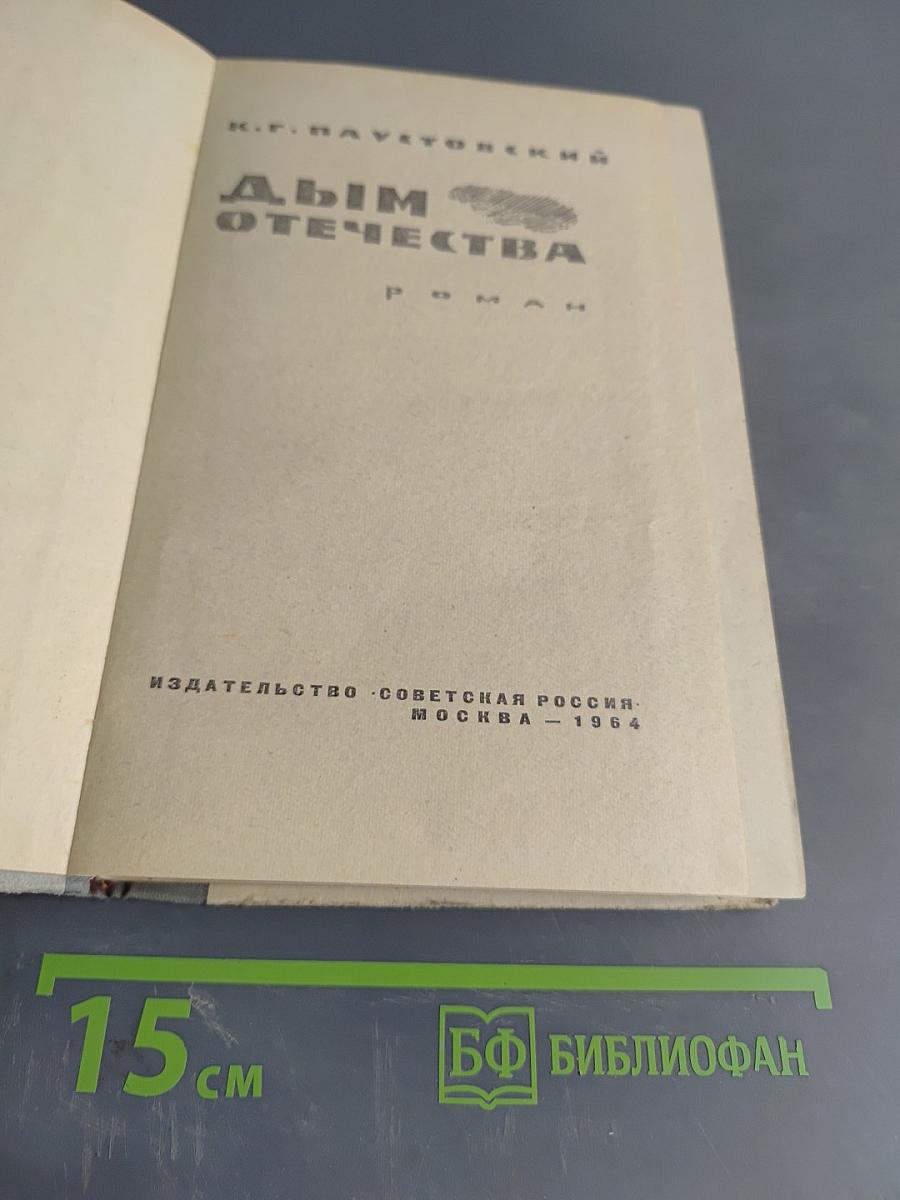 К. Г. ПАУСТОВСКИЙ
ДЫМ
ОТЕЧЕСТВА
РОМАН
ИЗДАТЕЛЬСТВО «СОВЕТСКАЯ РОССИЯ»
МОСКВА — 1964
15 см
БФ БИБЛИОФАН